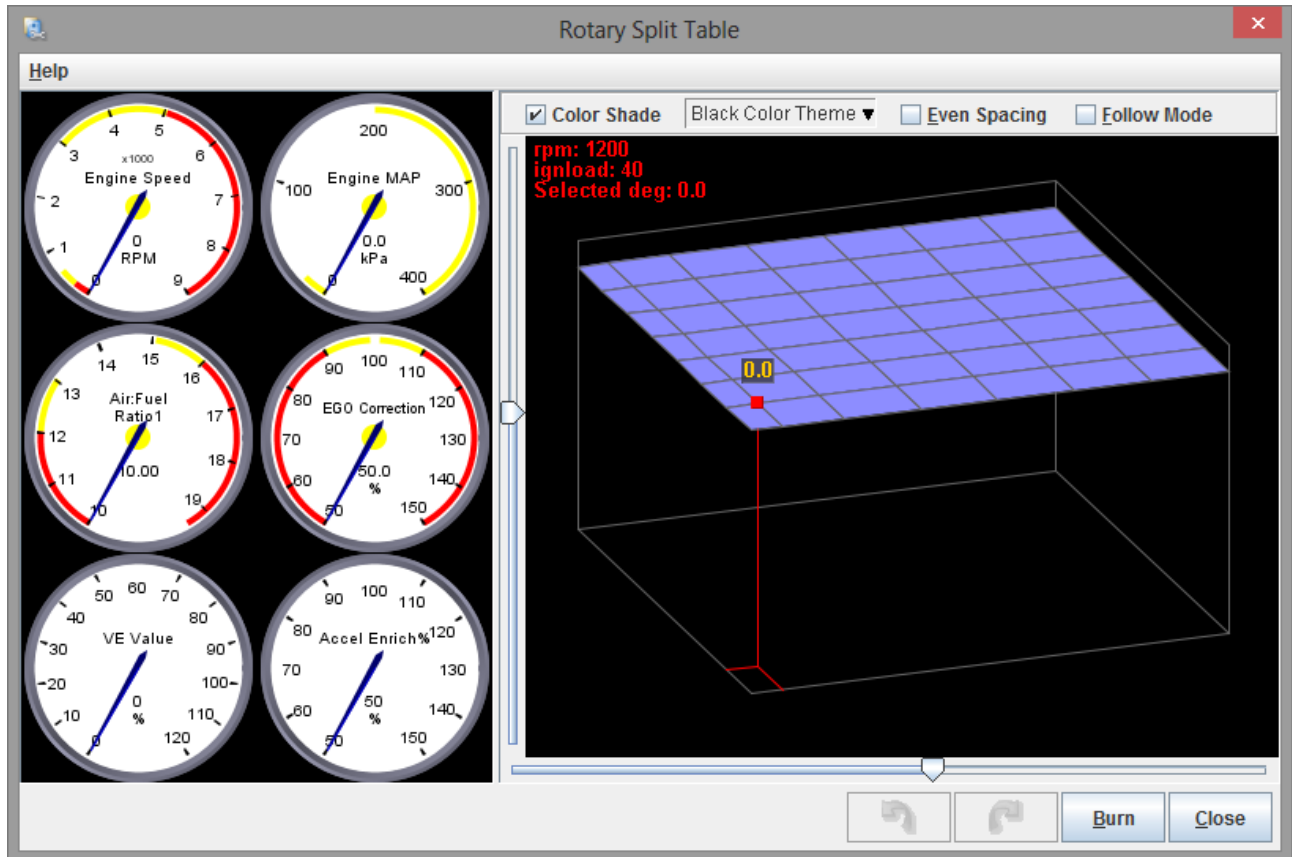 Rotary Split Table
Help
3 4 5 6
x1000
Engine Speed
2 7
0
RPM
1 8
0 9
200
100 Engine MAP 300
0.0
kPa
0 400
14 15 16
13 Air:Fuel 17
Ratio1
12
10.00 18
11 19
10
90 100 110
80 EGO Correction 120
70 130
50.0
%
60 140
50 150
50 60 70
40 80
30 VE Value 90
20 100
0
%
10 110
0 120
90 100 110
80 Accel Enrich% 120
70 130
50
%
60 140
50 150
Color Shade Black Color Theme Even Spacing Follow Mode
rpm: 1200
ignload: 40
Selected deg: 0.0
0.0
Burn Close